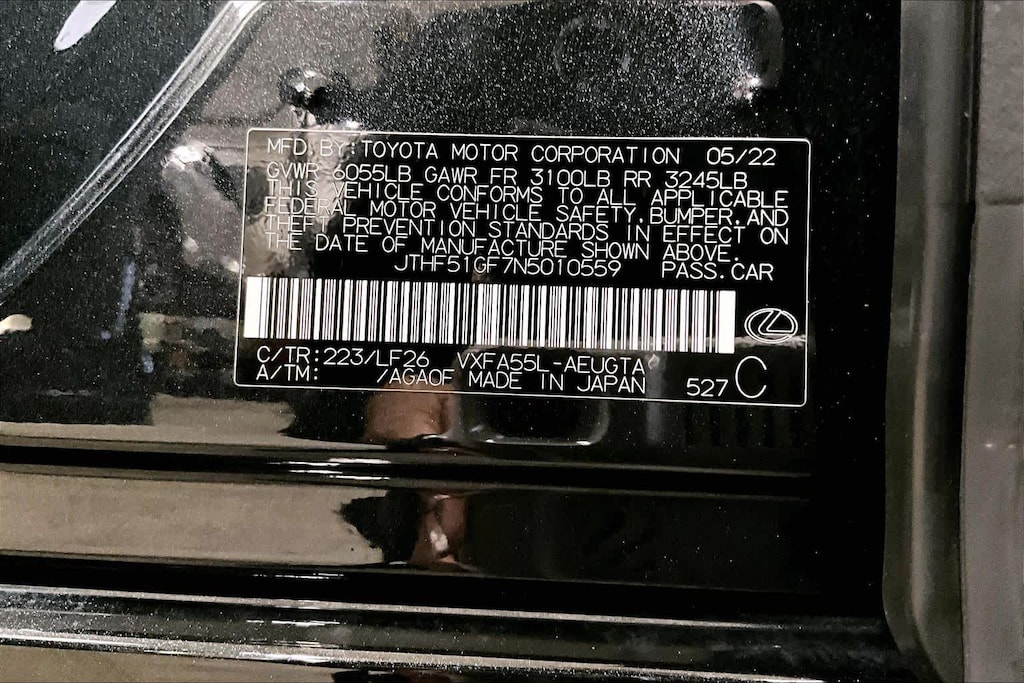 MFD BY: TOYOTA MOTOR CORPORATION 05/22
GVWR 6055LB GAWR FR 3100LB RR 3245LB
THIS VEHICLE CONFORMS TO ALL APPLICABLE
FEDERAL MOTOR VEHICLE SAFETY, BUMPER, AND
THEFT PREVENTION STANDARDS IN EFFECT ON
THE DATE OF MANUFACTURE SHOWN ABOVE.
JTHF51GF7N5010559 PASS. CAR
C/TR: 223/LF26 VXFA55L-AEUGTA
A/TM: /AGA0F MADE IN JAPAN 527 C